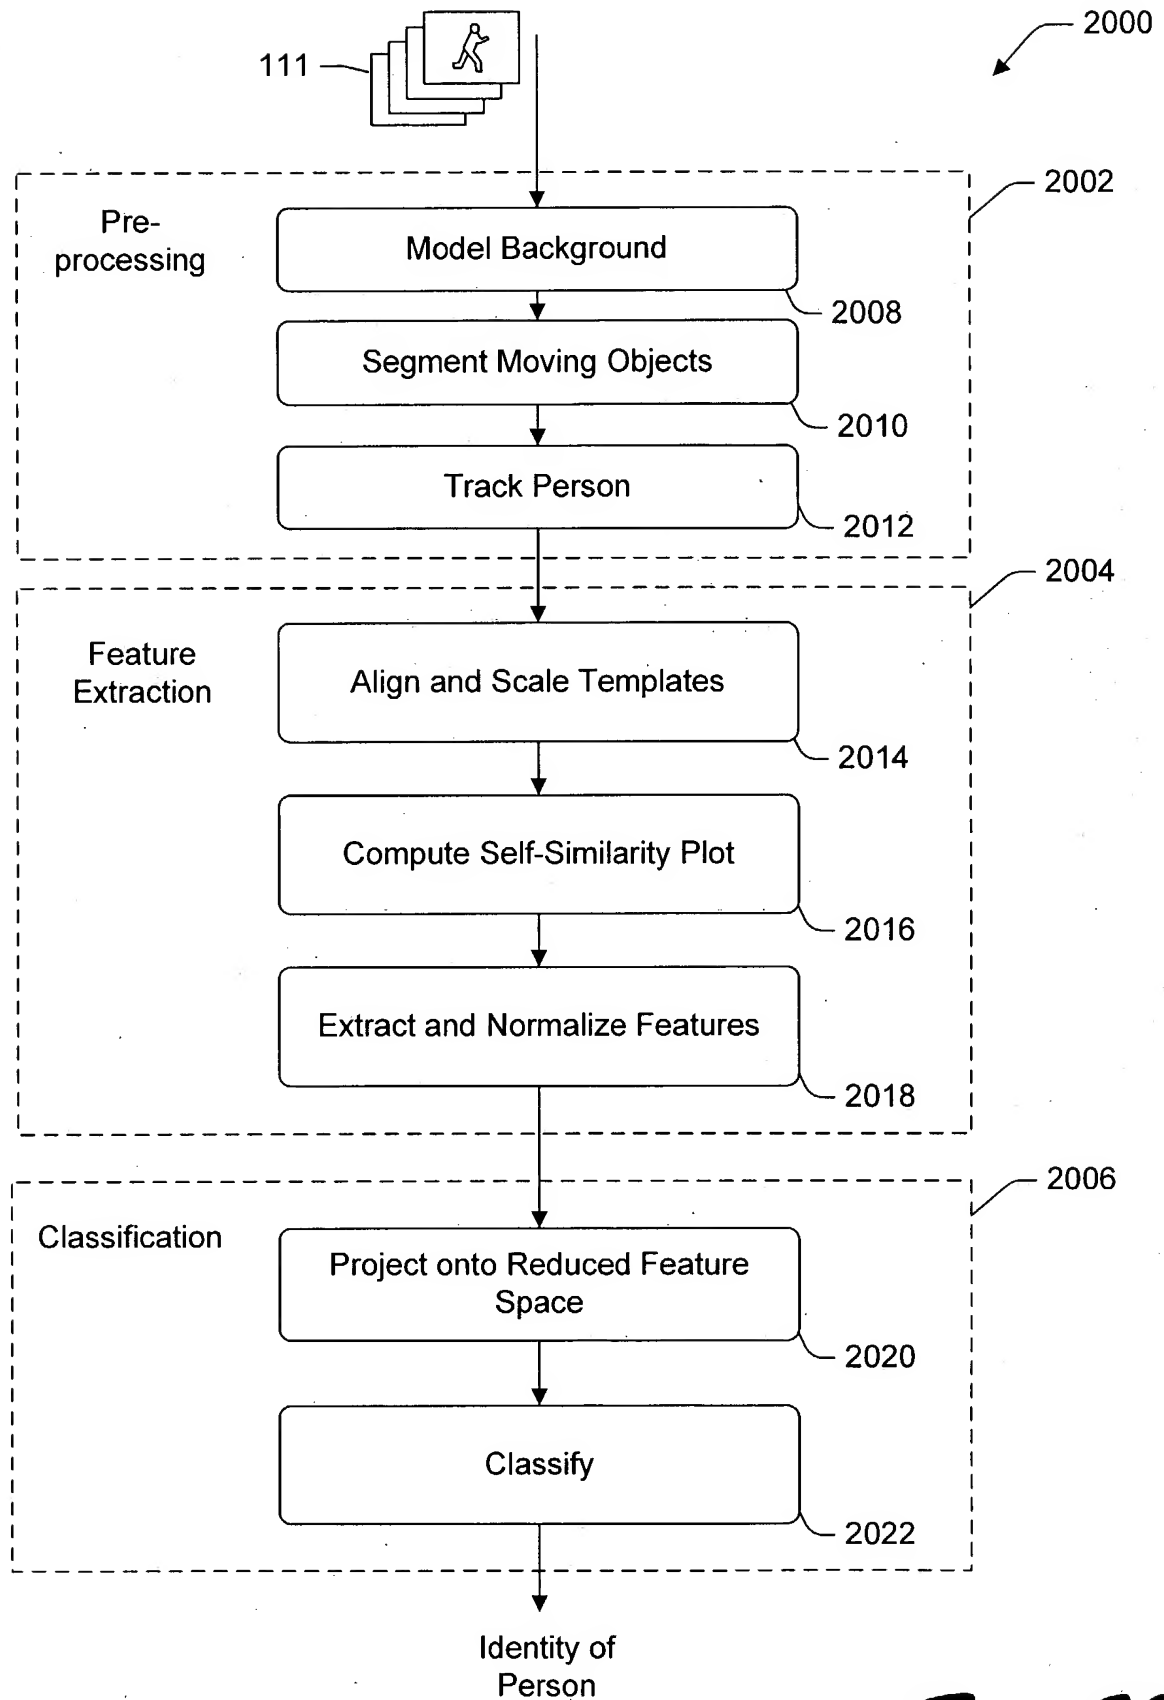 2000
111
2002
Pre-
processing
Model Background
2008
Segment Moving Objects
2010
Track Person
2012
2004
Feature
Extraction
Align and Scale Templates
2014
Compute Self-Similarity Plot
2016
Extract and Normalize Features
2018
2006
Classification
Project onto Reduced Feature
Space
2020
Classify
2022
Identity of
Person